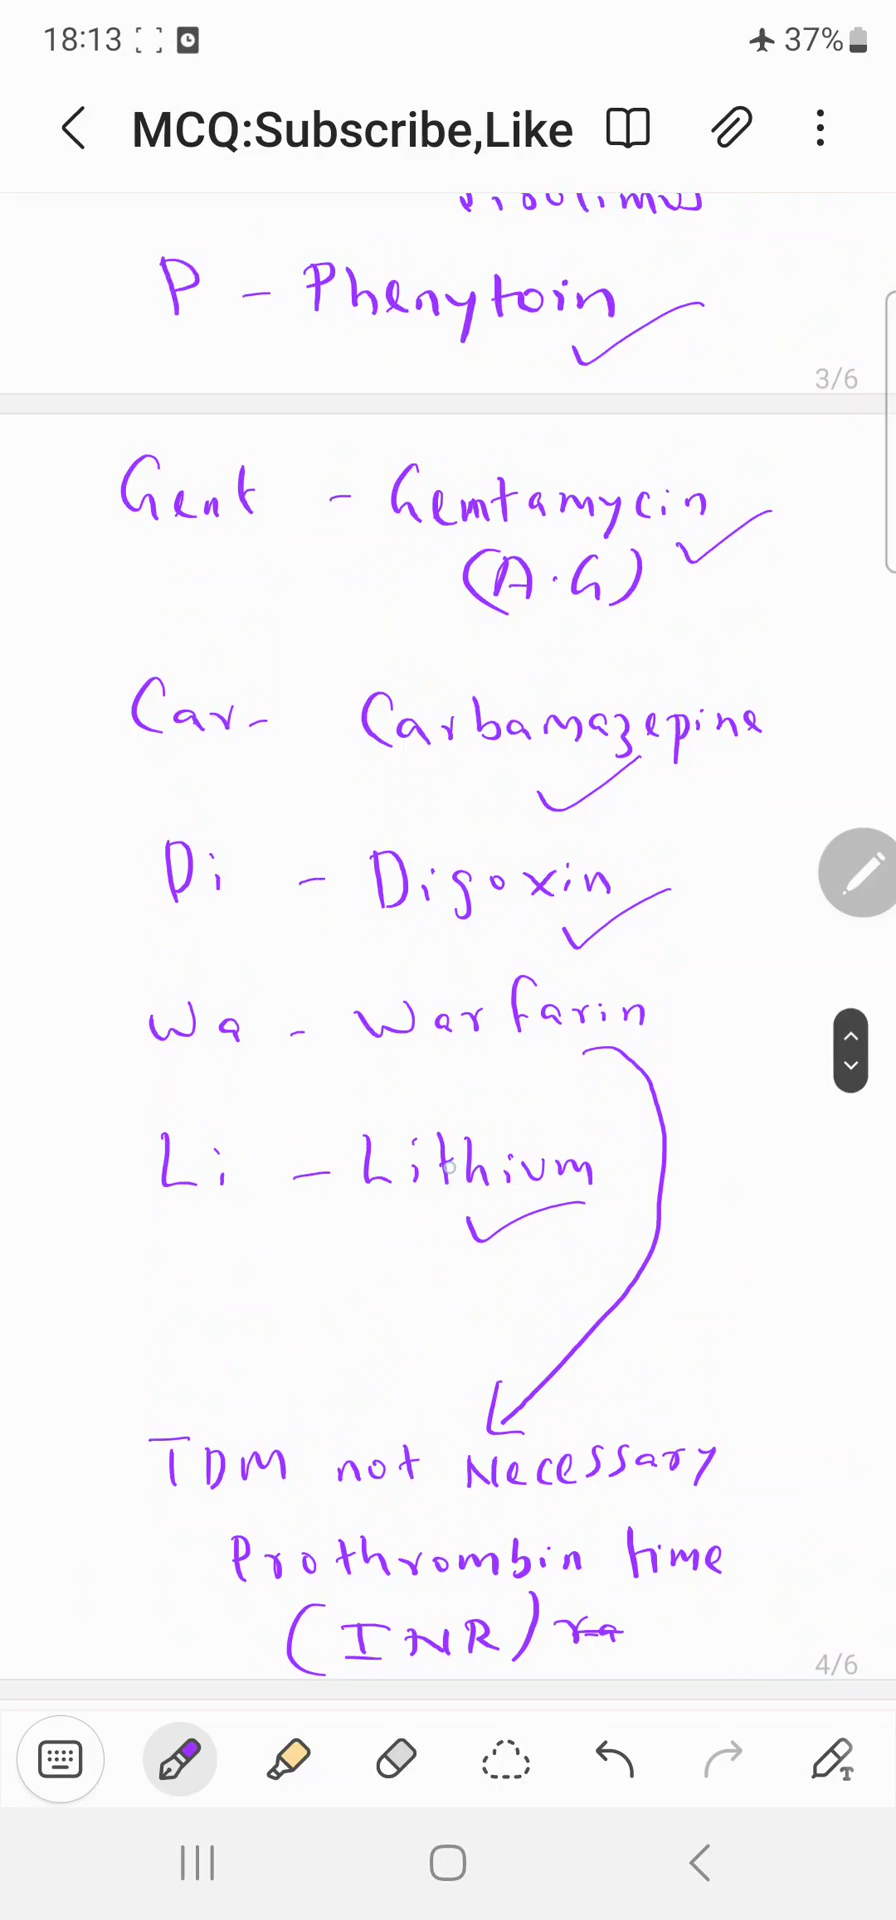 18:13
37%
MCQ:Subscribe,Like
P - Phenytoin
3/6
Gent - Gemtamycin
(A.G)
Car- Carbamazepine
Di - Digoxin
Wa - Warfarin
Li - Lithium
TDM not Necessary
Prothrombin time
(INR)
4/6
T